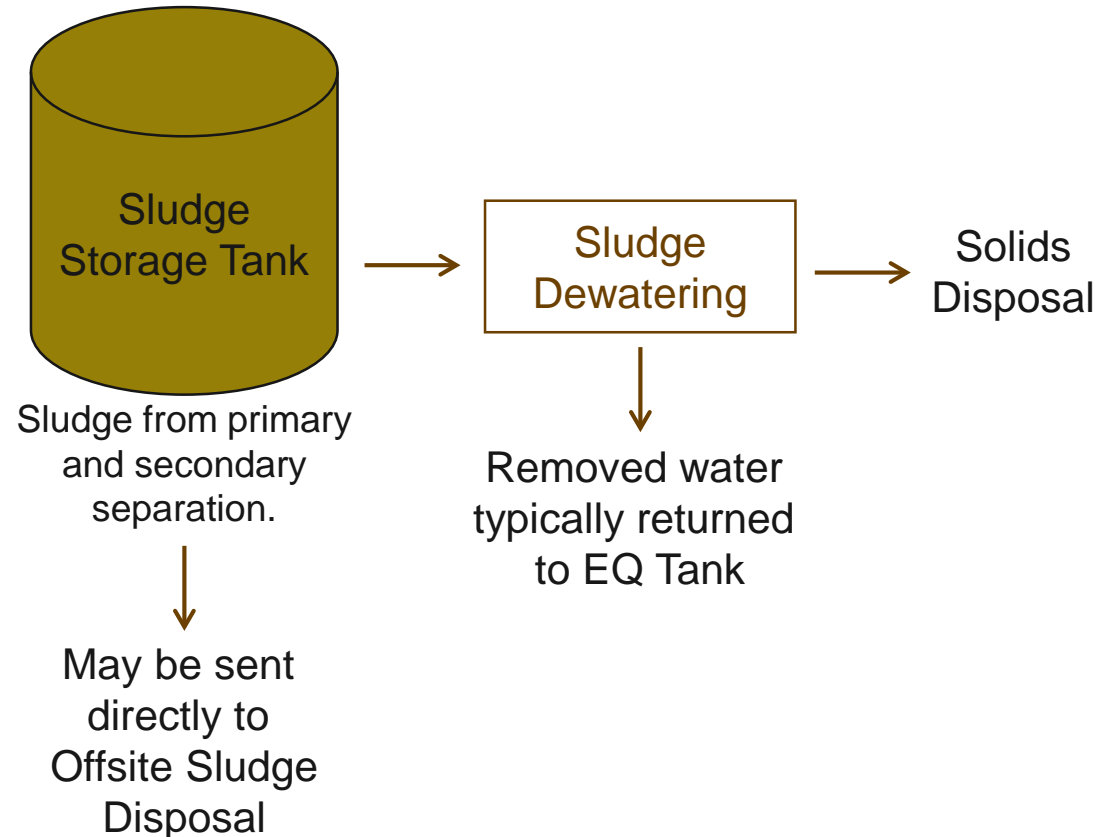 Sludge
Storage Tank
Sludge from primary
and secondary
separation.
May be sent
directly to
Offsite Sludge
Disposal
Sludge
Dewatering
Removed water
typically returned
to EQ Tank
Solids
Disposal